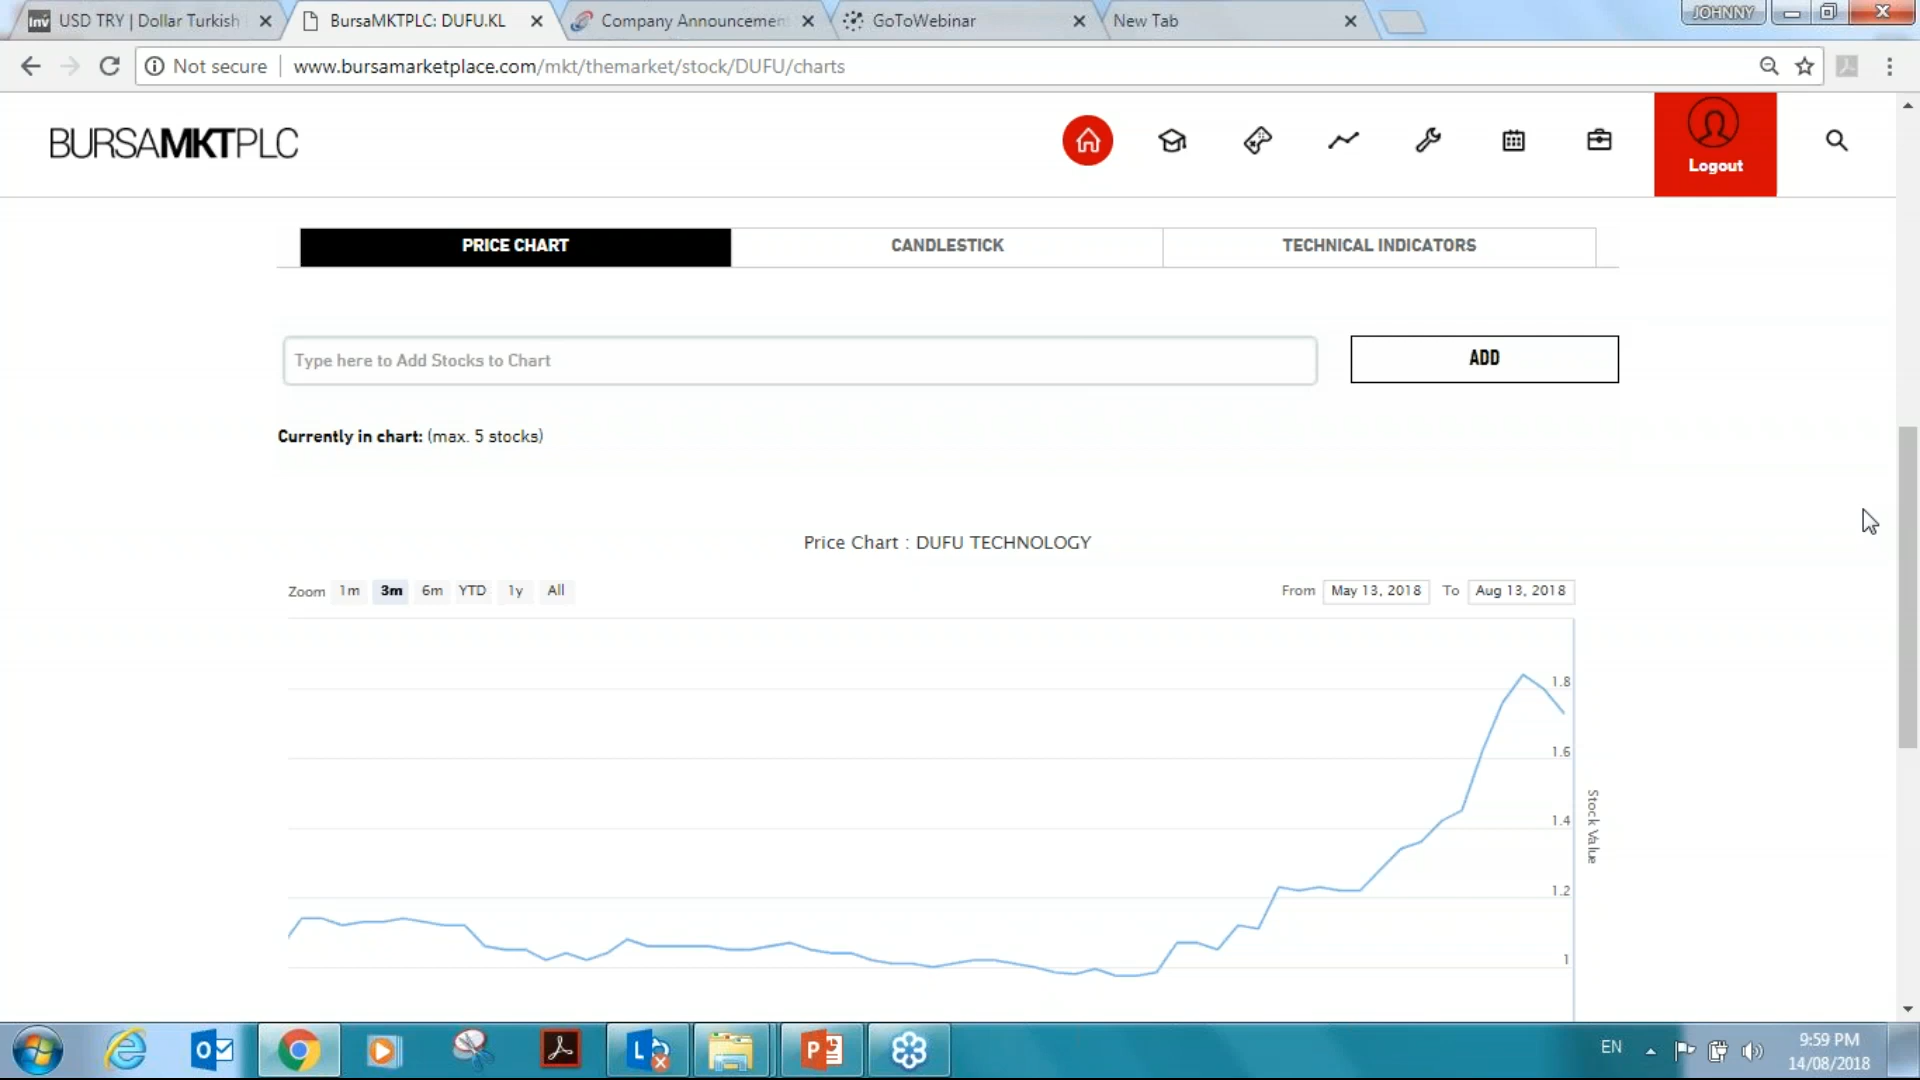 USD TRY | Dollar Turkish
BursaMKTPLC: DUFU.KL
Company Announcemen
GoToWebinar
New Tab
JOHNNY
Not secure
www.bursamarketplace.com/mkt/themarket/stock/DUFU/charts
BURSAMKTPLC
Logout
PRICE CHART
CANDLESTICK
TECHNICAL INDICATORS
Type here to Add Stocks to Chart
ADD
Currently in chart: (max. 5 stocks)
Price Chart : DUFU TECHNOLOGY
Zoom 1m 3m 6m YTD 1y All
From May 13, 2018 To Aug 13, 2018
1.8
1.6
1.4
1.2
1
Stock Value
EN
9:59 PM
14/08/2018